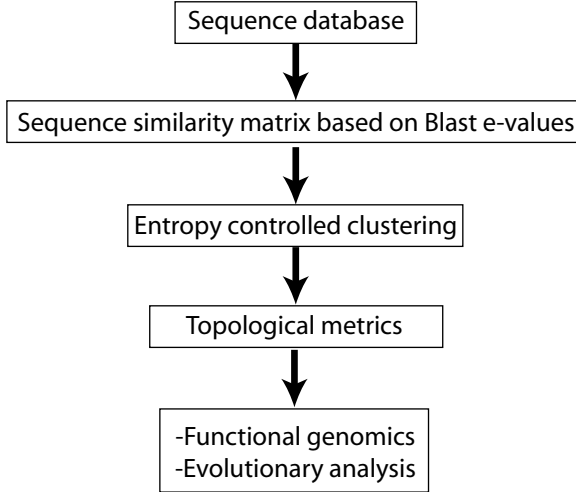 Sequence database
Sequence similarity matrix based on Blast e-values
Entropy controlled clustering
Topological metrics
-Functional genomics
-Evolutionary analysis